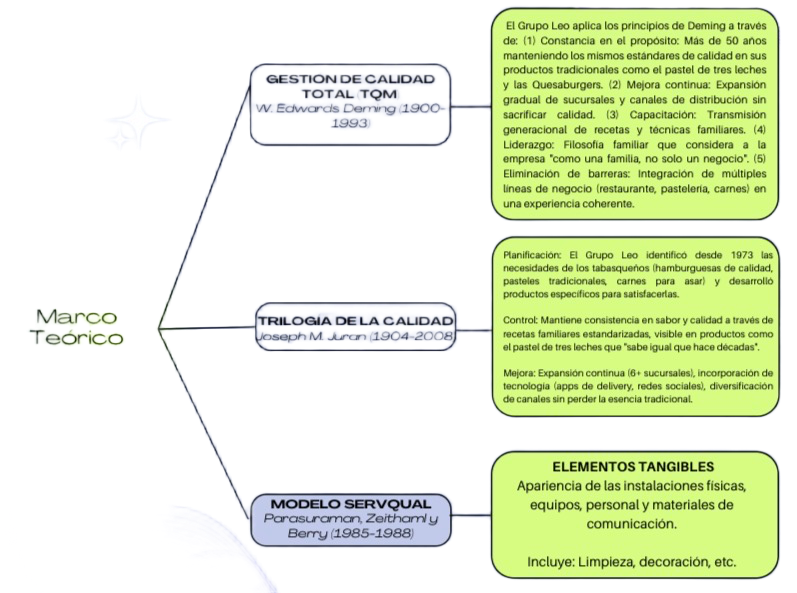 Marco
Teórico
GESTION DE CALIDAD
TOTAL (TQM)
W. Edwards Deming (1900-
1993)
El Grupo Leo aplica los principios de Deming a través
de: (1) Constancia en el propósito: Más de 50 años
manteniendo los mismos estándares de calidad en sus
productos tradicionales como el pastel de tres leches
y las Quesaburgers. (2) Mejora continua: Expansión
gradual de sucursales y canales de distribución sin
sacrificar calidad. (3) Capacitación: Transmisión
generacional de recetas y técnicas familiares. (4)
Liderazgo: Filosofía familiar que considera a la
empresa "como una familia, no solo un negocio". (5)
Eliminación de barreras: Integración de múltiples
líneas de negocio (restaurante, pastelería, carnes) en
una experiencia coherente.
TRILOGÍA DE LA CALIDAD
Joseph M. Juran (1904-2008)
Planificación: El Grupo Leo identificó desde 1973 las
necesidades de los tabasqueños (hamburguesas de calidad,
pasteles tradicionales, carnes para asar) y desarrolló
productos específicos para satisfacerlas.
Control: Mantiene consistencia en sabor y calidad a través de
recetas familiares estandarizadas, visible en productos como
el pastel de tres leches que "sabe igual que hace décadas".
Mejora: Expansión continua (6+ sucursales), incorporación de
tecnología (apps de delivery, redes sociales), diversificación
de canales sin perder la esencia tradicional.
MODELO SERVQUAL
Parasuraman, Zeithaml y
Berry (1985-1988)
ELEMENTOS TANGIBLES
Apariencia de las instalaciones físicas,
equipos, personal y materiales de
comunicación.
Incluye: Limpieza, decoración, etc.